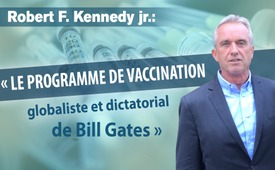 Robert F. Kennedy jr.:
« LE PROGRAMME DE VACCINATION
globaliste et dictatorial
de Bill Gates »